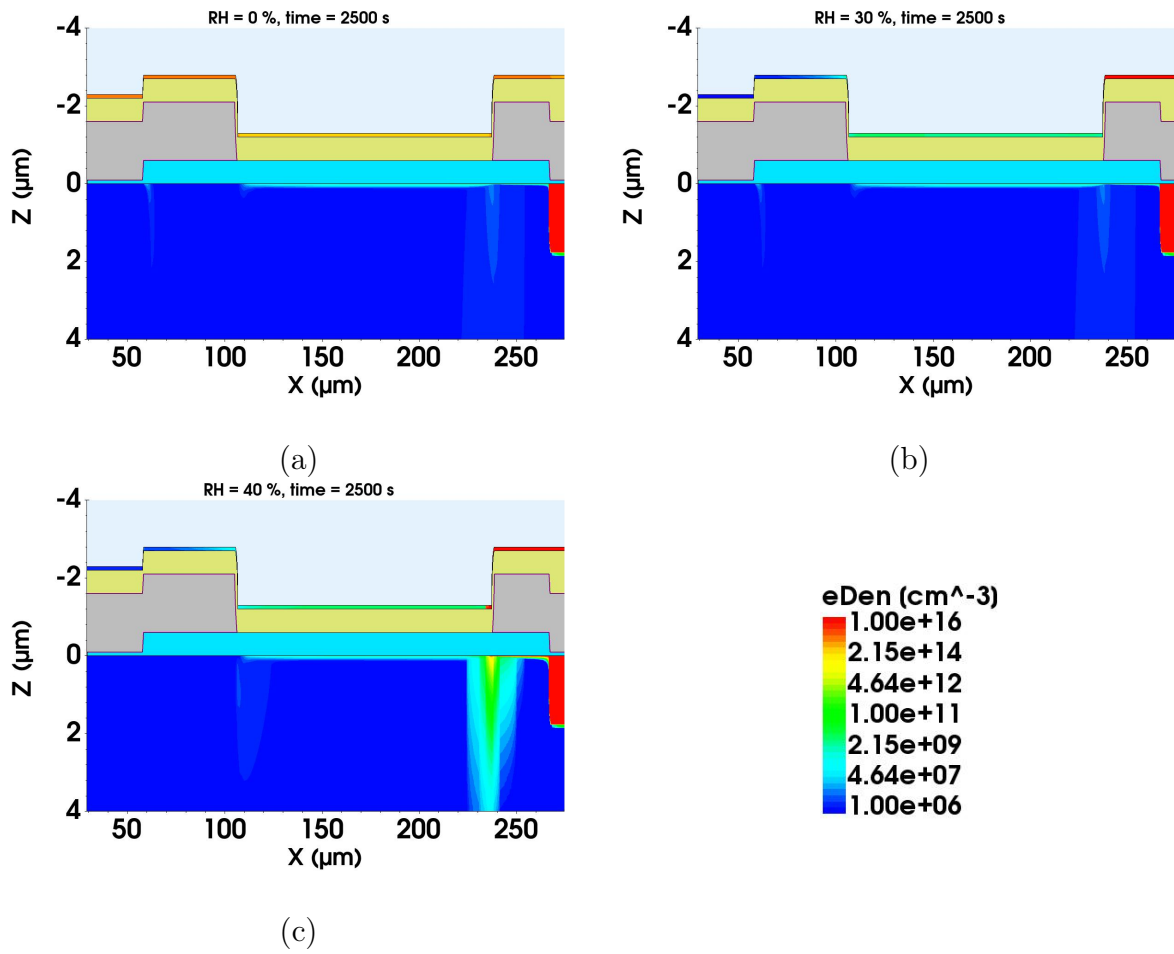 RH = 0 %, time = 2500 s
-4
-2
0
2
4
Z (μm)
50 100 150 200 250
X (μm)
(a)
RH = 30 %, time = 2500 s
-4
-2
0
2
4
Z (μm)
50 100 150 200 250
X (μm)
(b)
RH = 40 %, time = 2500 s
-4
-2
0
2
4
Z (μm)
50 100 150 200 250
X (μm)
(c)
eDen (cm^-3)
1.00e+16
2.15e+14
4.64e+12
1.00e+11
2.15e+09
4.64e+07
1.00e+06